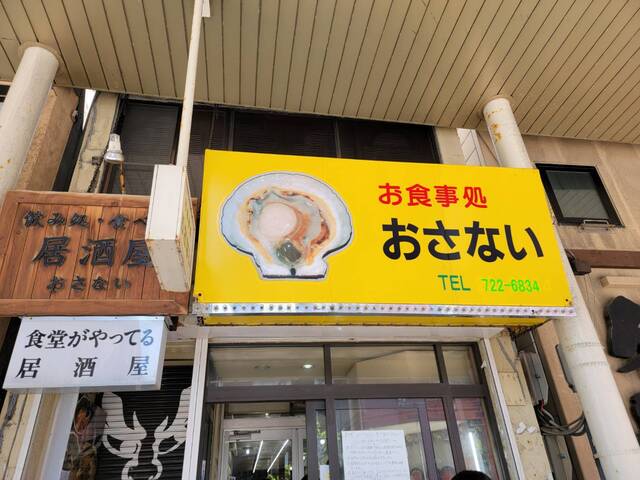 飲み処・食べ
居酒屋
おさない
食堂がやってる
居酒屋
お食事処
おさない
TEL 722-6834